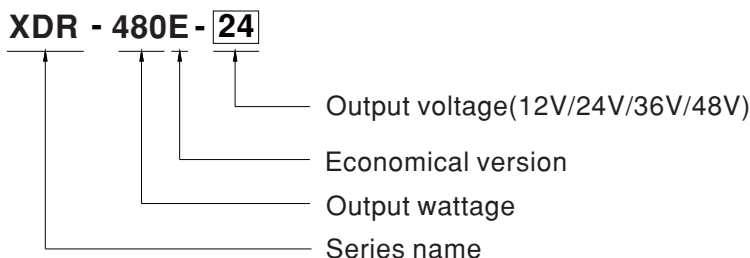 XDR - 480E - 24
Output voltage(12V/24V/36V/48V)
Economical version
Output wattage
Series name